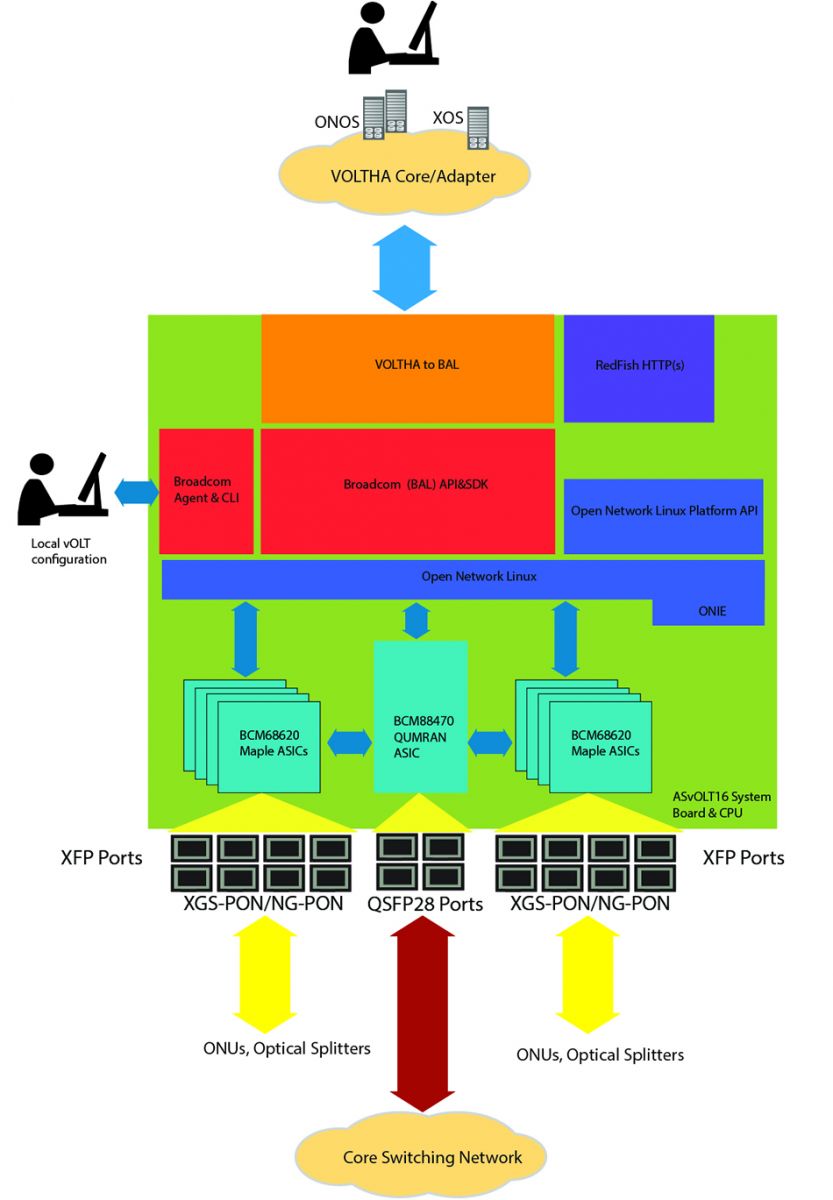 ONOS
XOS
VOLTHA Core/Adapter
VOLTHA to BAL
RedFish HTTP(s)
Broadcom
Agent & CLI
Broadcom (BAL) API&SDK
Open Network Linux Platform API
Local vOLT
configuration
Open Network Linux
ONIE
BCM68620
Maple ASICs
BCM88470
QUMRAN
ASIC
BCM68620
Maple ASICs
ASvOLT16 System
Board & CPU
XFP Ports
XFP Ports
XGS-PON/NG-PON
QSFP28 Ports
XGS-PON/NG-PON
ONUs, Optical Splitters
ONUs, Optical Splitters
Core Switching Network